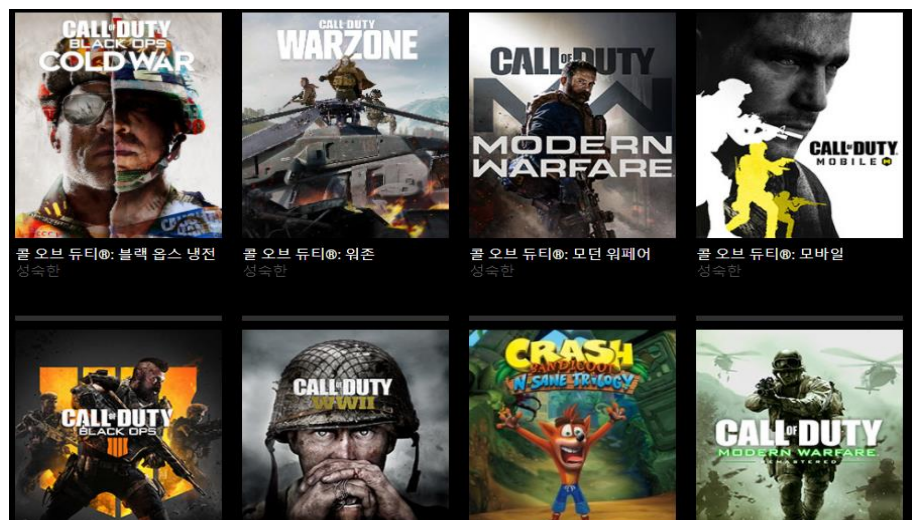 CALL OF DUTY
BLACK OPS
COLD WAR
CALL OF DUTY
WARZONE
CALL OF DUTY
MW
MODERN
WARFARE
CALL OF DUTY
MOBILE
콜 오브 듀티®: 블랙 옵스 냉전
성숙한
콜 오브 듀티®: 워존
성숙한
콜 오브 듀티®: 모던 워페어
성숙한
콜 오브 듀티®: 모바일
성숙한
CALL OF DUTY
BLACK OPS
IIII
CALL OF DUTY
WWII
CRASH
BANDICOOT
N. SANE TRILOGY
CALL OF DUTY
MODERN WARFARE
REMASTERED